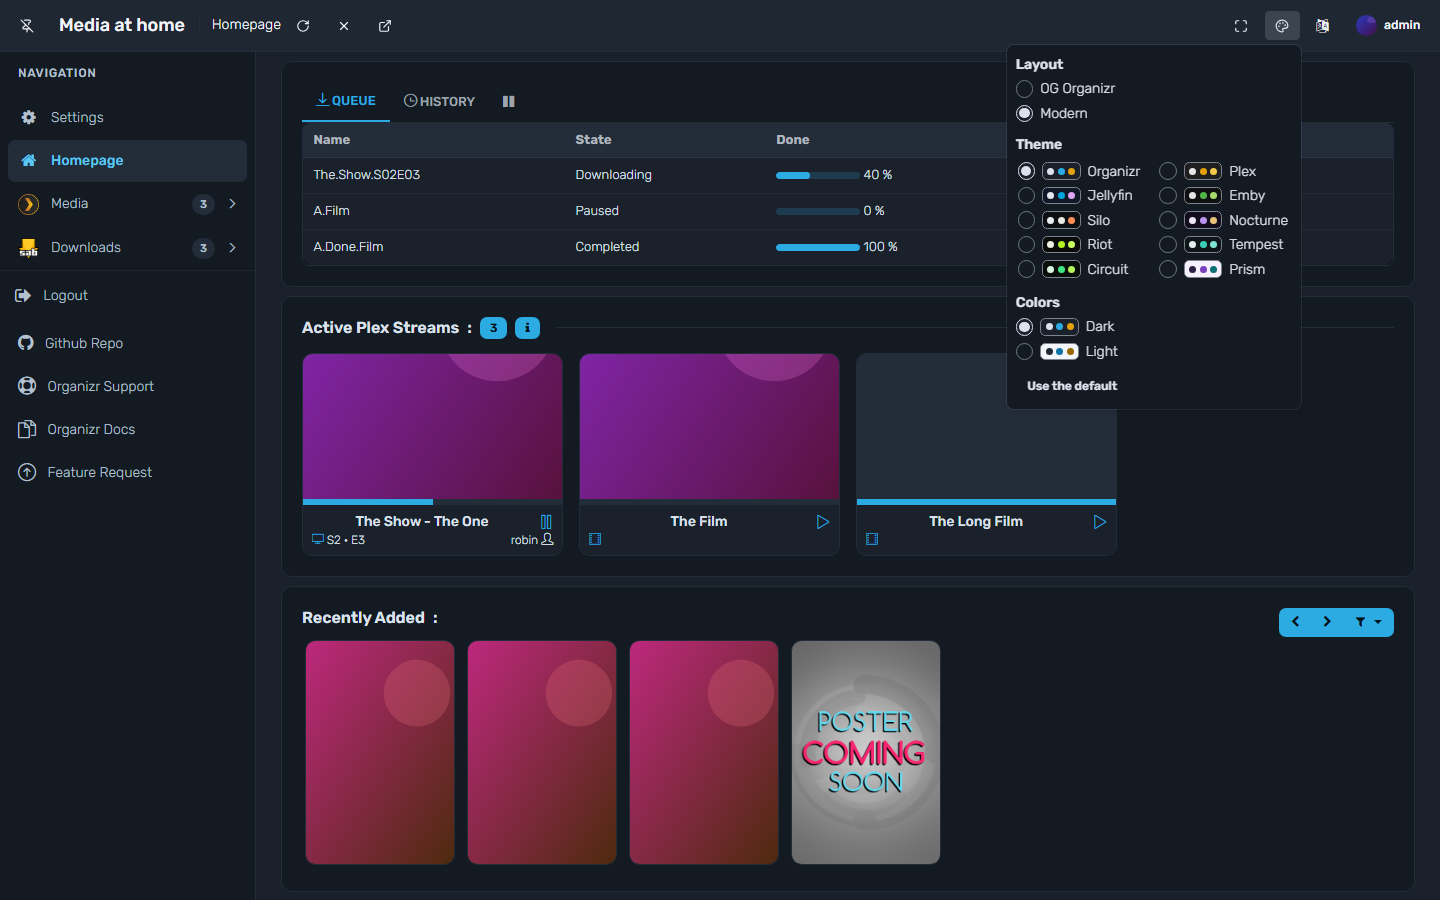 Media at home
Homepage
admin
NAVIGATION
Settings
Homepage
Media 3
Downloads 3
sab
Logout
Github Repo
Organizr Support
Organizr Docs
Feature Request
QUEUE HISTORY
Name State Done
The.Show.S02E03 Downloading 40 %
A.Film Paused 0 %
A.Done.Film Completed 100 %
Active Plex Streams : 3 i
The Show - The One
S2 • E3 robin
The Film
The Long Film
Recently Added :
POSTER
COMING
SOON
Layout
OG Organizr
Modern
Theme
Organizr Plex
Jellyfin Emby
Silo Nocturne
Riot Tempest
Circuit Prism
Colors
Dark
Light
Use the default